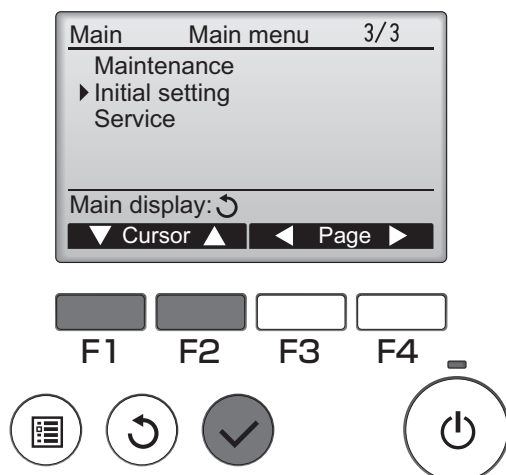 Main Main menu 3/3
Maintenance
Initial setting
Service
Main display:
Cursor Page
F1 F2 F3 F4